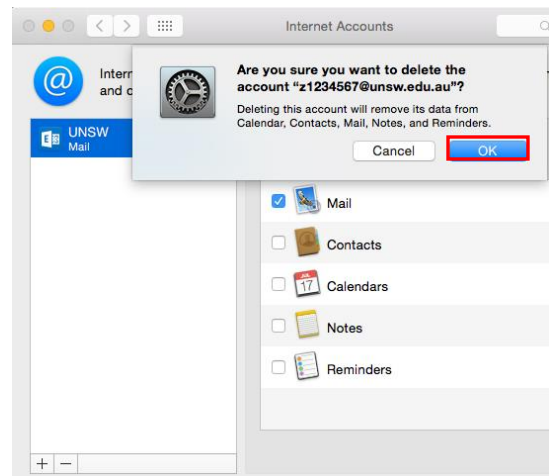 Internet Accounts
Are you sure you want to delete the
account “z1234567@unsw.edu.au”?
Deleting this account will remove its data from
Calendar, Contacts, Mail, Notes, and Reminders.
Cancel
OK
Intern
and c
UNSW
Mail
Mail
Contacts
JUL
17
Calendars
Notes
Reminders